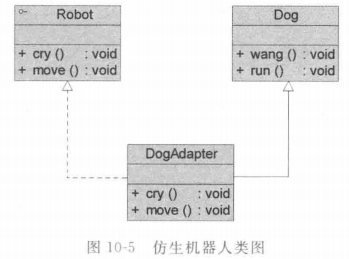 Robot
+ cry () : void
+ move () : void
Dog
+ wang () : void
+ run () : void
DogAdapter
+ cry () : void
+ move () : void
图 10-5 仿生机器人类图